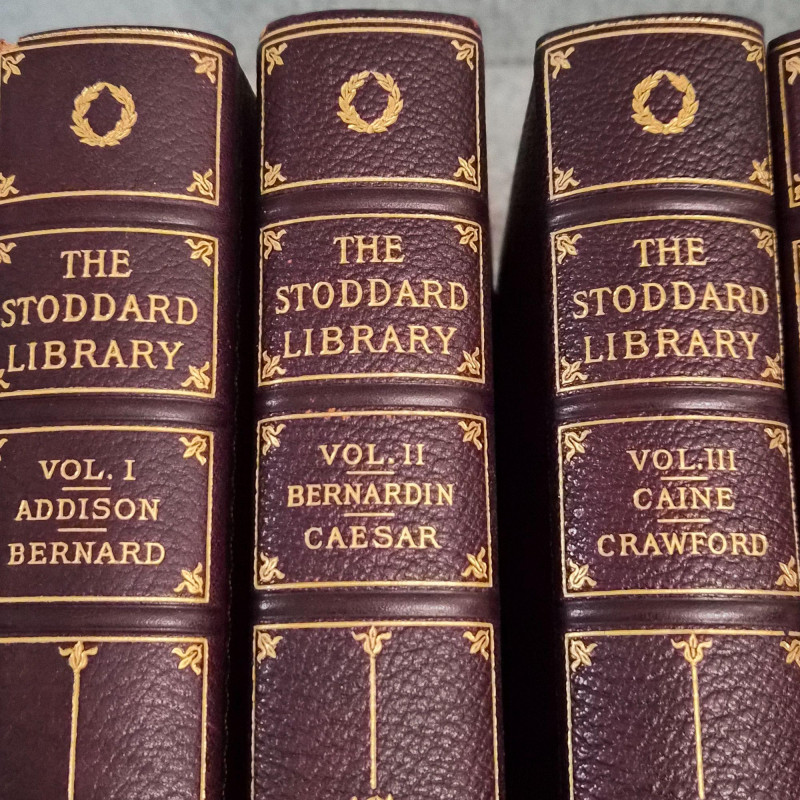 THE
STODDARD
LIBRARY
VOL. I
ADDISON
BERNARD
THE
STODDARD
LIBRARY
VOL. II
BERNARDIN
CAESAR
THE
STODDARD
LIBRARY
VOL. III
CAINE
CRAWFORD